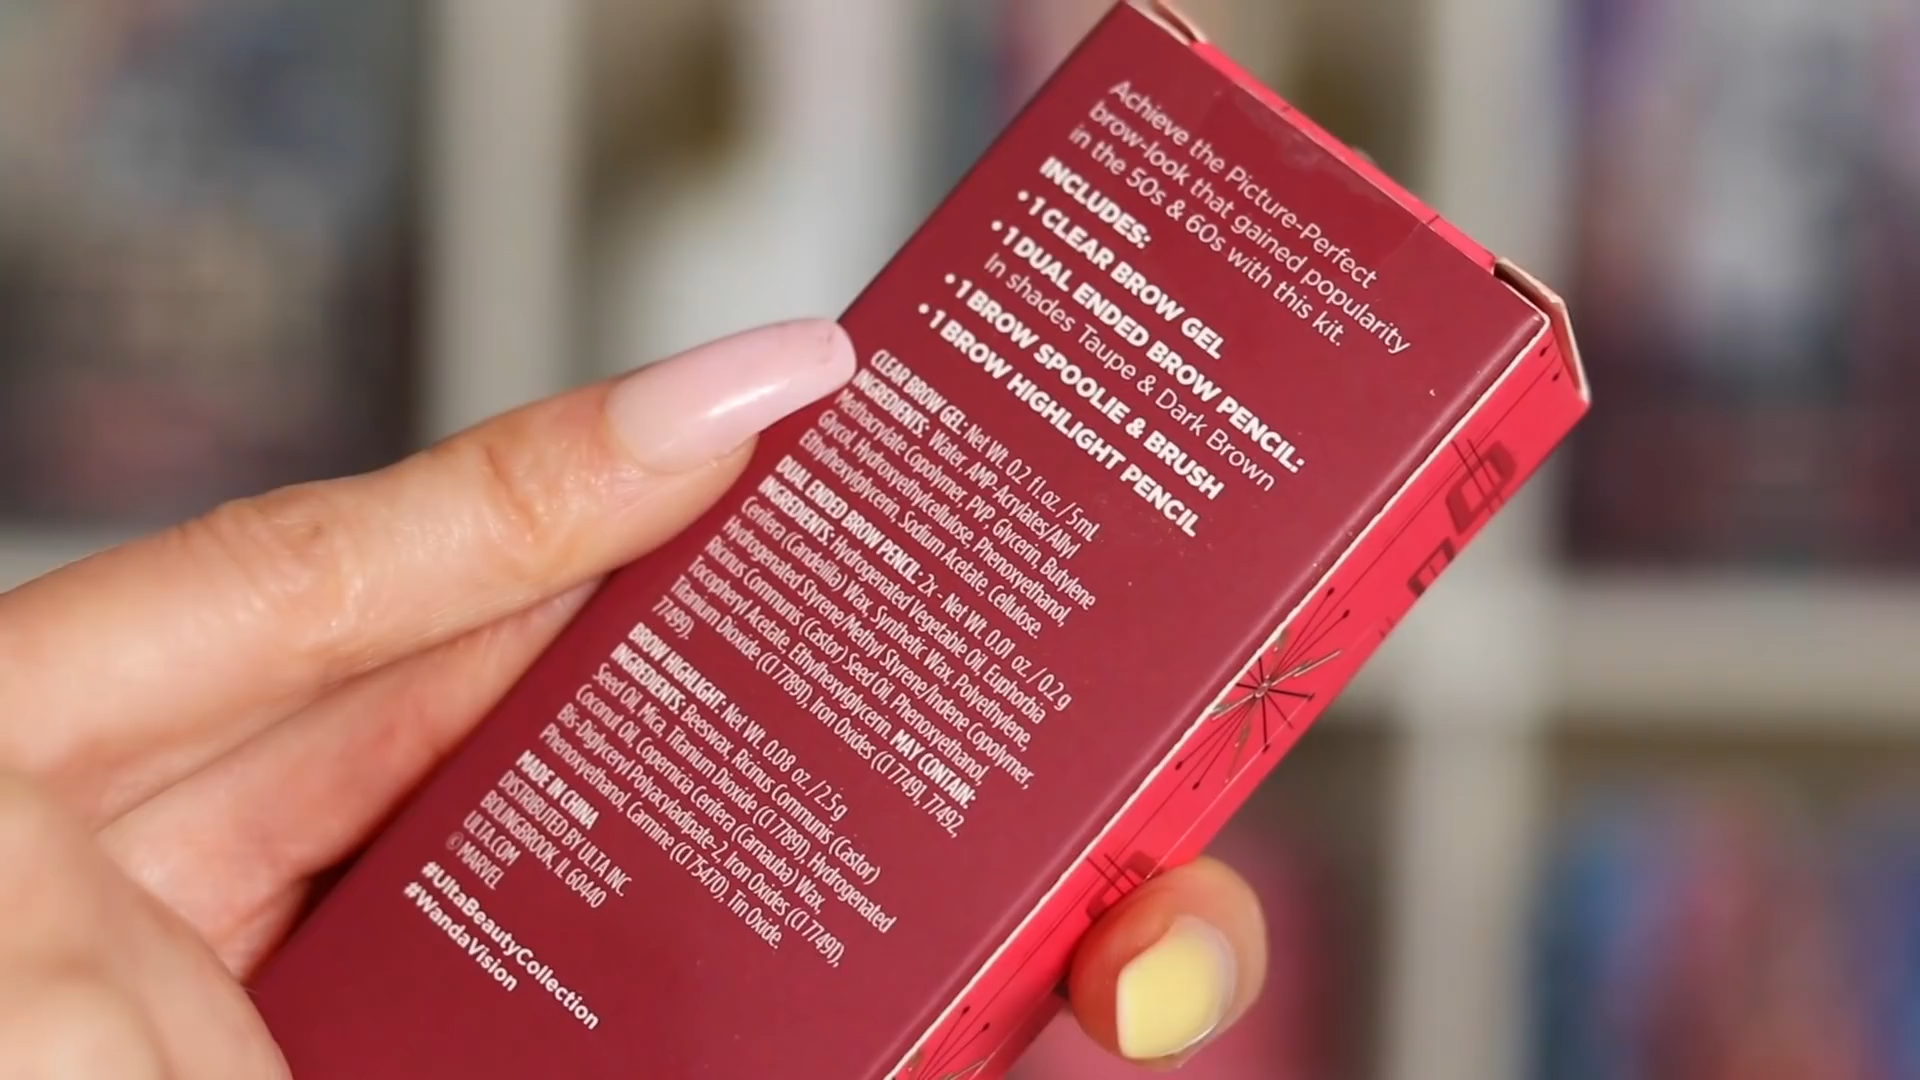 Achieve the Picture-Perfect
brow-look that gained popularity
in the 50s & 60s with this kit.
INCLUDES:
• 1 CLEAR BROW GEL
• 1 DUAL ENDED BROW PENCIL:
In shades Taupe & Dark Brown
• 1 BROW SPOOLIE & BRUSH
• 1 BROW HIGHLIGHT PENCIL
CLEAR BROW GEL: Net Wt. 0.2 fl. oz. / 5mL
INGREDIENTS: Water, AMP-Acrylates/Allyl
Methacrylate Copolymer, PVP, Glycerin, Butylene
Glycol, Hydroxyethylcellulose, Phenoxyethanol,
Ethylhexylglycerin, Sodium Acetate, Cellulose.
DUAL ENDED BROW PENCIL: 2x - Net Wt. 0.01 oz. / 0.2 g
INGREDIENTS: Hydrogenated Vegetable Oil, Euphorbia
Cerifera (Candelilla) Wax, Synthetic Wax, Polyethylene,
Hydrogenated Styrene/Methyl Styrene/Indene Copolymer,
Ricinus Communis (Castor) Seed Oil, Phenoxyethanol,
Tocopheryl Acetate, Ethylhexylglycerin. MAY CONTAIN:
Titanium Dioxide (CI 77891), Iron Oxides (CI 77491, 77492,
77499).
BROW HIGHLIGHT: Net Wt. 0.08 oz. / 2.5 g
INGREDIENTS: Beeswax, Ricinus Communis (Castor)
Seed Oil, Mica, Titanium Dioxide (CI 77891), Hydrogenated
Coconut Oil, Copernicia Cerifera (Carnauba) Wax,
Bis-Diglyceryl Polyacyladipate-2, Iron Oxides (CI 77491),
Phenoxyethanol, Carmine (CI 75470), Tin Oxide.
MADE IN CHINA
DISTRIBUTED BY ULTA INC
BOLINGBROOK, IL 60440
ULTA.COM
© MARVEL
#UltaBeautyCollection
#WandaVision